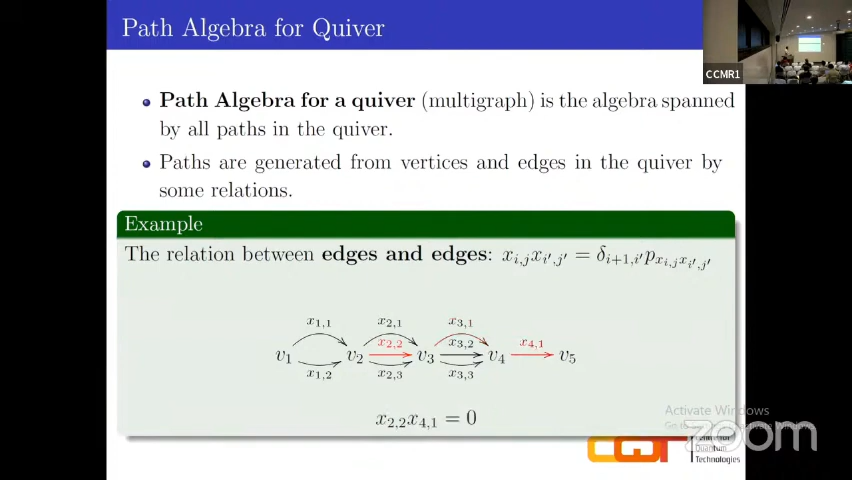 Path Algebra for Quiver
CCMR1
Path Algebra for a quiver (multigraph) is the algebra spanned
by all paths in the quiver.
Paths are generated from vertices and edges in the quiver by
some relations.
Example
The relation between edges and edges: x_{i,j}x_{i',j'} = δ_{i+1,i'}p_{x_{i,j}x_{i',j'}}
x_{1,1} x_{2,1} x_{3,1}
x_{2,2} x_{3,2} x_{4,1}
v_1 v_2 v_3 v_4 v_5
x_{1,2} x_{2,3} x_{3,3}
x_{2,2}x_{4,1} = 0
Activate Windows
zoom
CQT
Quantum
Technologies